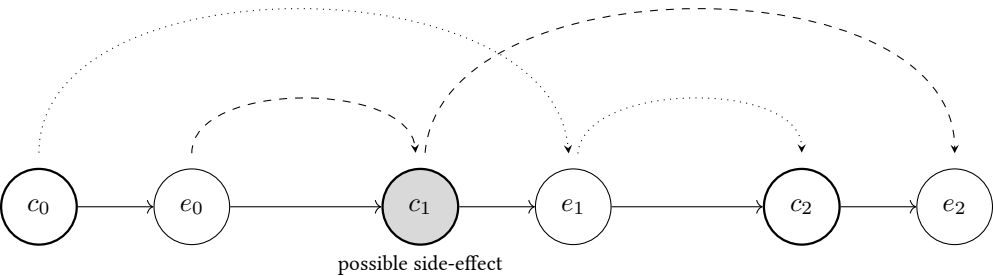 c₀ e₀ c₁ e₁ c₂ e₂
possible side-effect